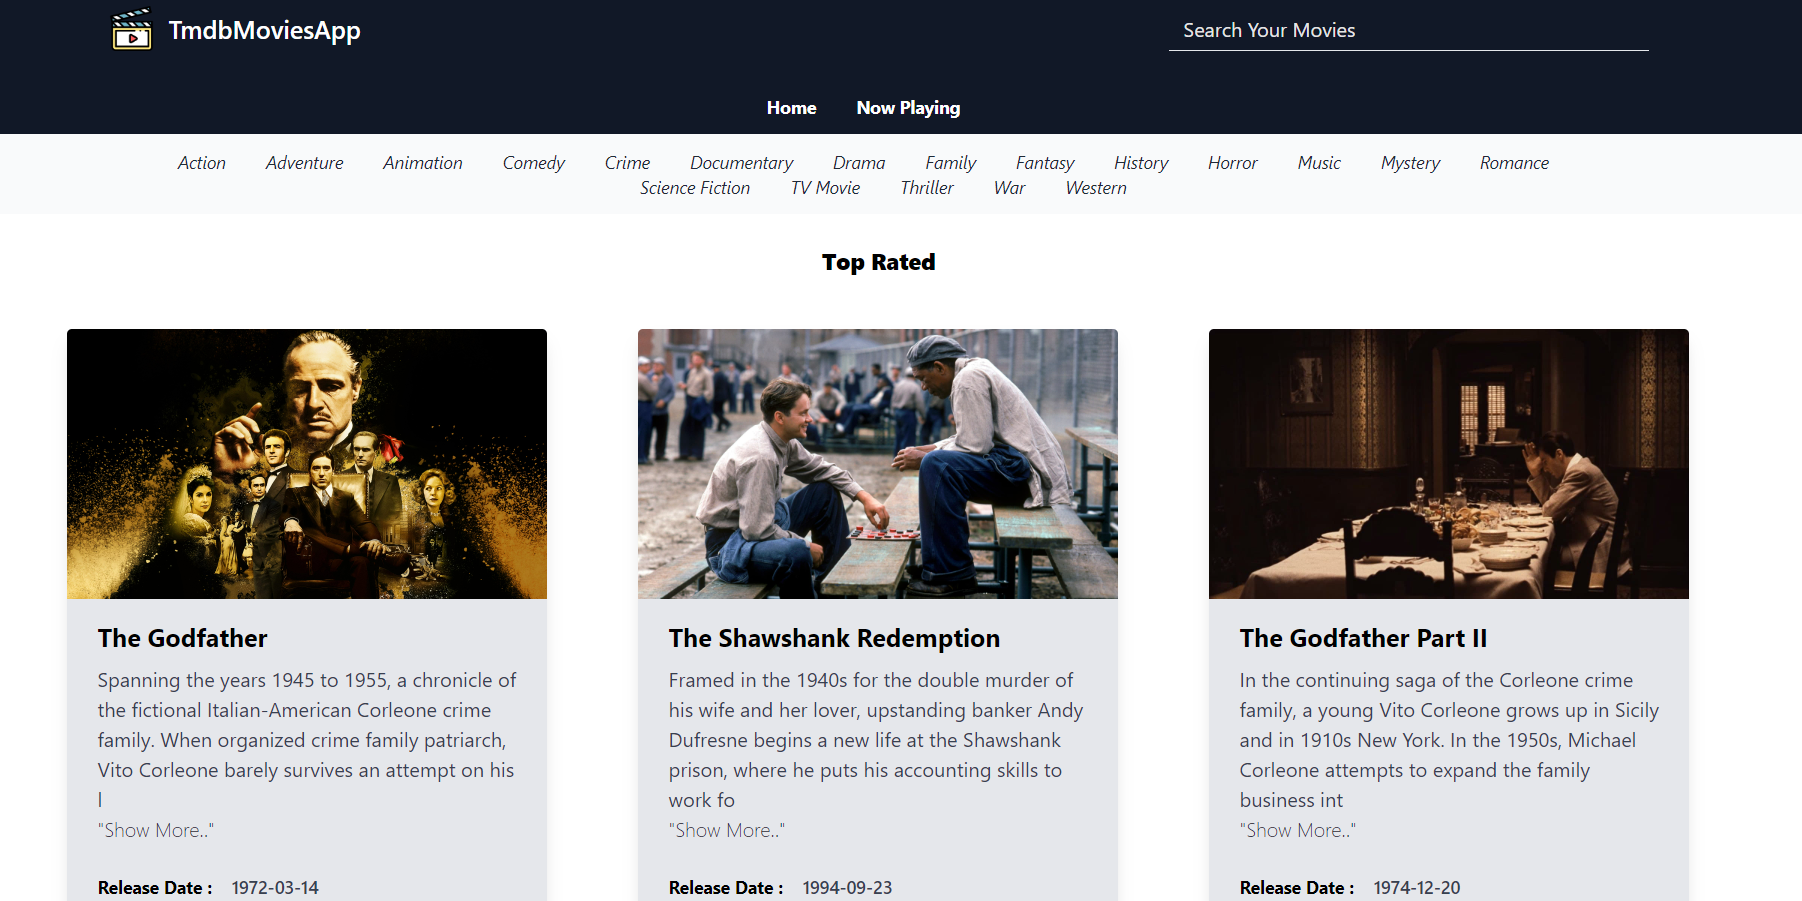 TmdbMoviesApp
Search Your Movies
Home Now Playing
Action Adventure Animation Comedy Crime Documentary Drama Family Fantasy History Horror Music Mystery Romance
Science Fiction TV Movie Thriller War Western
Top Rated
The Godfather
Spanning the years 1945 to 1955, a chronicle of
the fictional Italian-American Corleone crime
family. When organized crime family patriarch,
Vito Corleone barely survives an attempt on his
l
"Show More.."
Release Date : 1972-03-14
The Shawshank Redemption
Framed in the 1940s for the double murder of
his wife and her lover, upstanding banker Andy
Dufresne begins a new life at the Shawshank
prison, where he puts his accounting skills to
work fo
"Show More.."
Release Date : 1994-09-23
The Godfather Part II
In the continuing saga of the Corleone crime
family, a young Vito Corleone grows up in Sicily
and in 1910s New York. In the 1950s, Michael
Corleone attempts to expand the family
business int
"Show More.."
Release Date : 1974-12-20